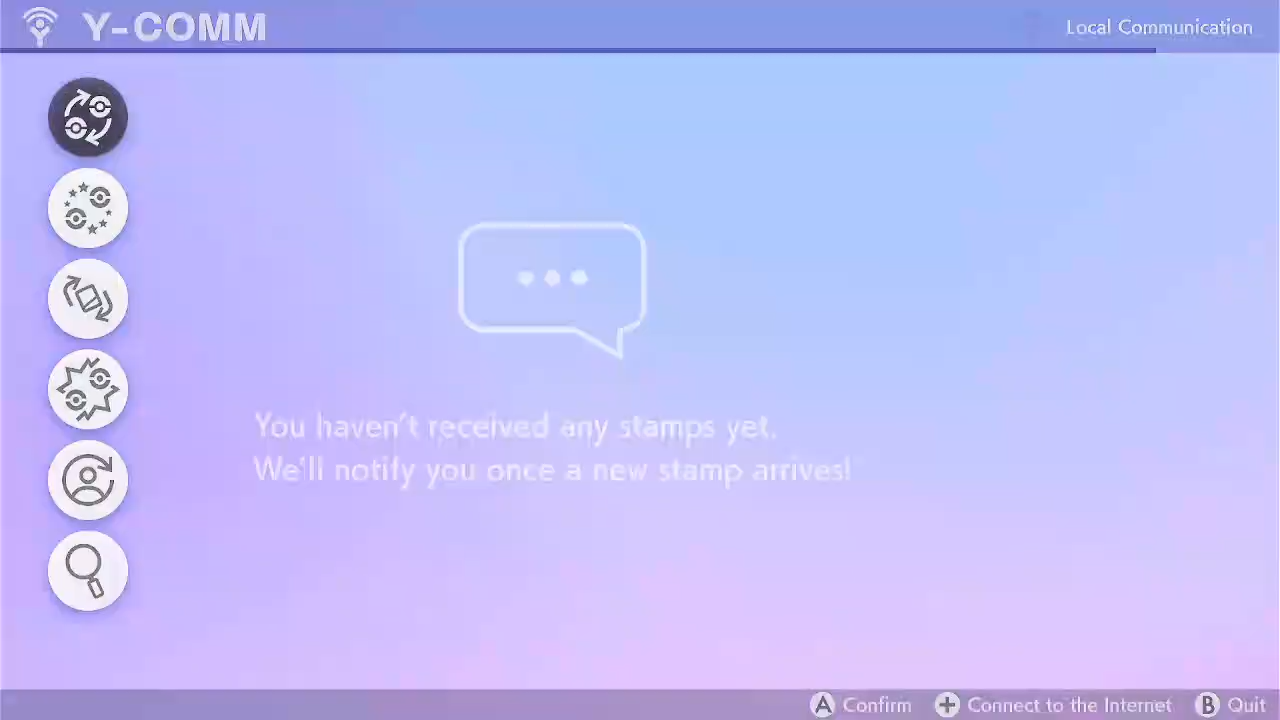 Y-COMM
Local Communication
You haven't received any stamps yet.
We'll notify you once a new stamp arrives!
A Confirm + Connect to the Internet B Quit